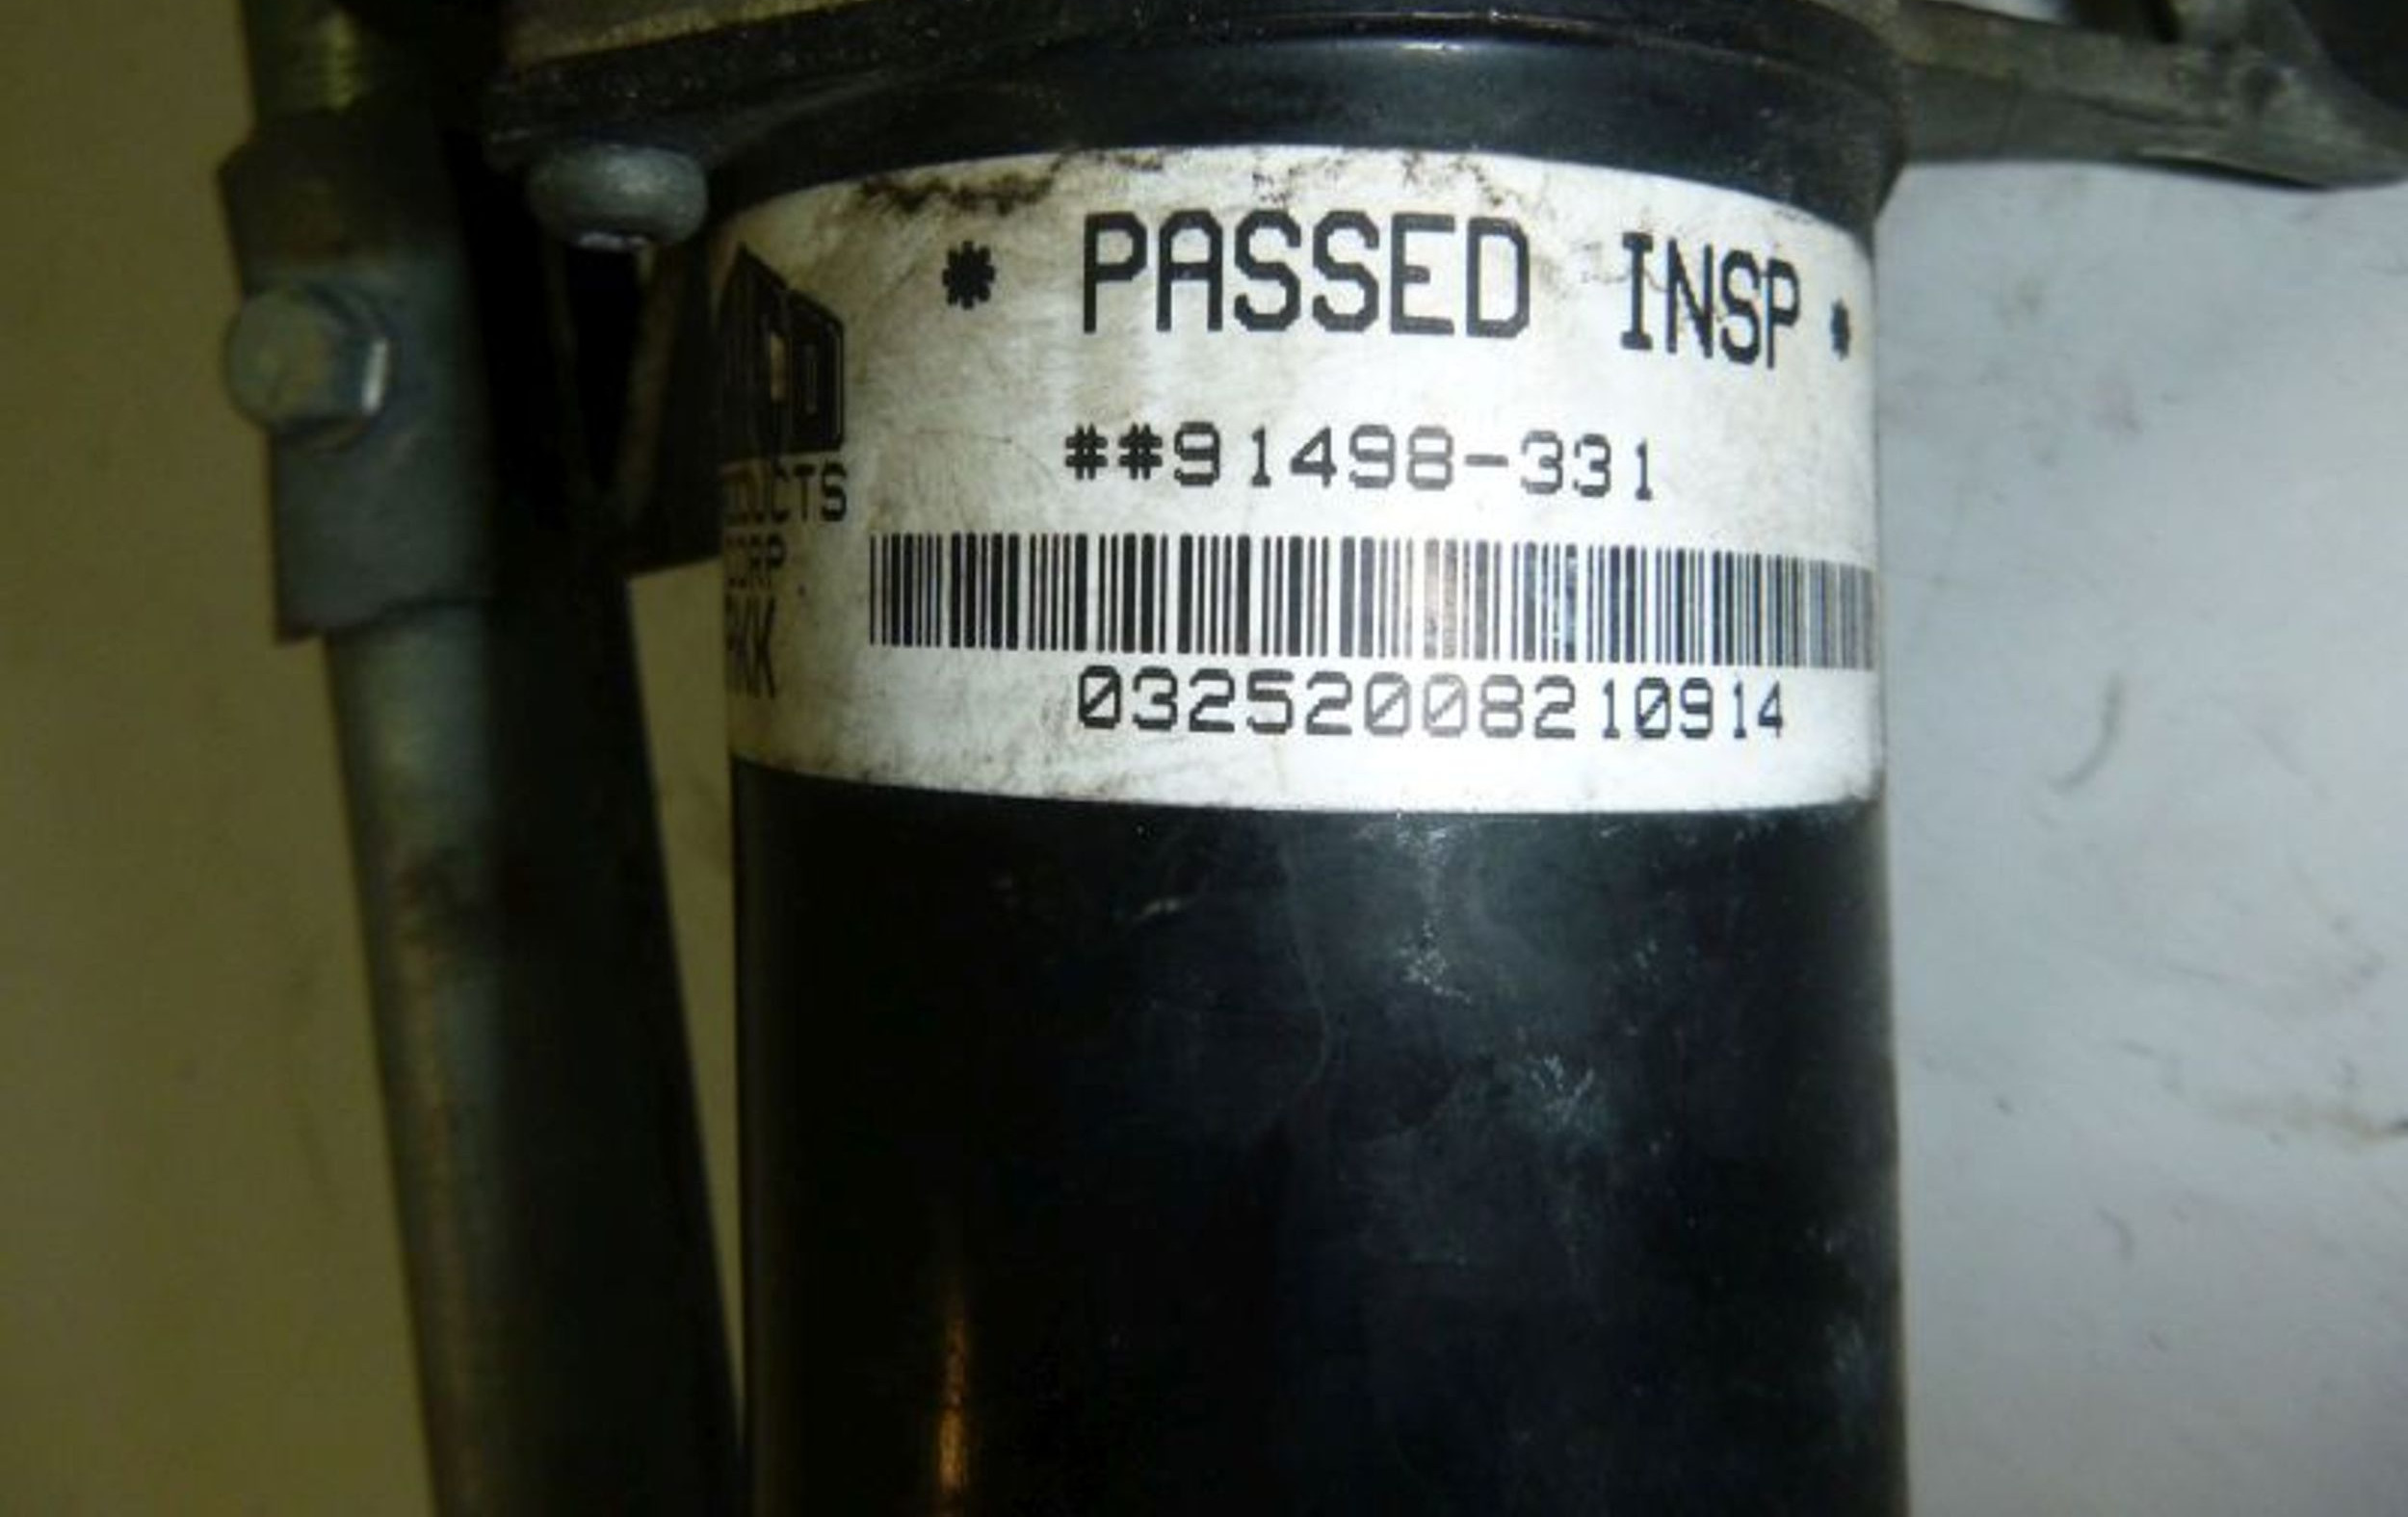 * PASSED INSP *
##91498-331
03252008210914